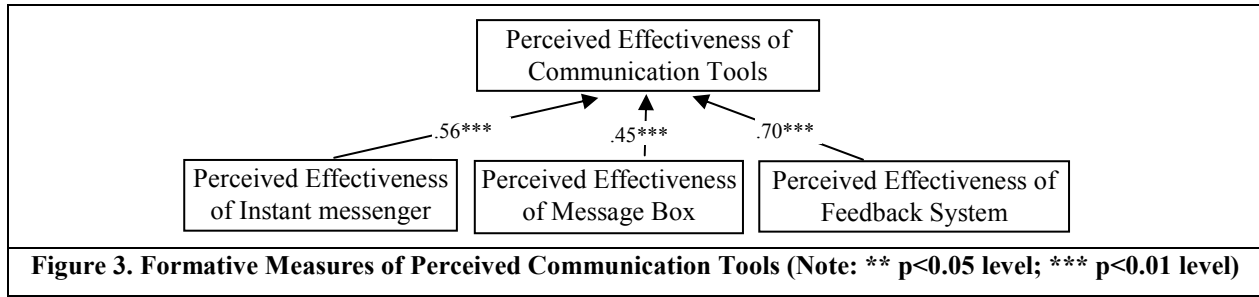 Perceived Effectiveness of
Communication Tools
.56***
.45***
.70***
Perceived Effectiveness
of Instant messenger
Perceived Effectiveness
of Message Box
Perceived Effectiveness of
Feedback System
Figure 3. Formative Measures of Perceived Communication Tools (Note: ** p<0.05 level; *** p<0.01 level)